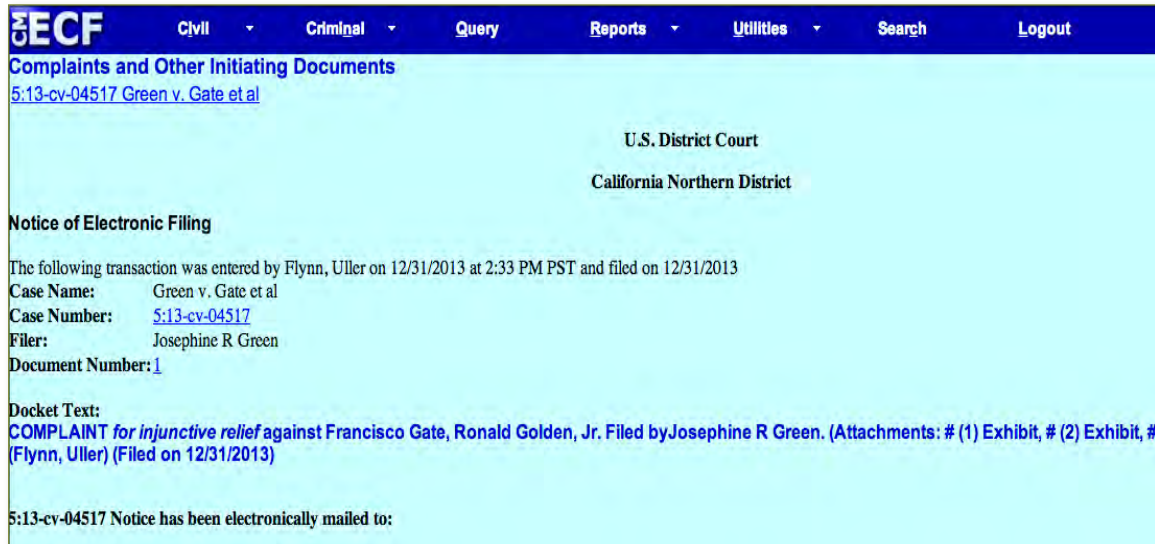 CM ECF Civil Criminal Query Reports Utilities Search Logout
Complaints and Other Initiating Documents
5:13-cv-04517 Green v. Gate et al
U.S. District Court
California Northern District
Notice of Electronic Filing
The following transaction was entered by Flynn, Uller on 12/31/2013 at 2:33 PM PST and filed on 12/31/2013
Case Name: Green v. Gate et al
Case Number: 5:13-cv-04517
Filer: Josephine R Green
Document Number: 1
Docket Text:
COMPLAINT for injunctive relief against Francisco Gate, Ronald Golden, Jr. Filed byJosephine R Green. (Attachments: # (1) Exhibit, # (2) Exhibit, #
(Flynn, Uller) (Filed on 12/31/2013)
5:13-cv-04517 Notice has been electronically mailed to: